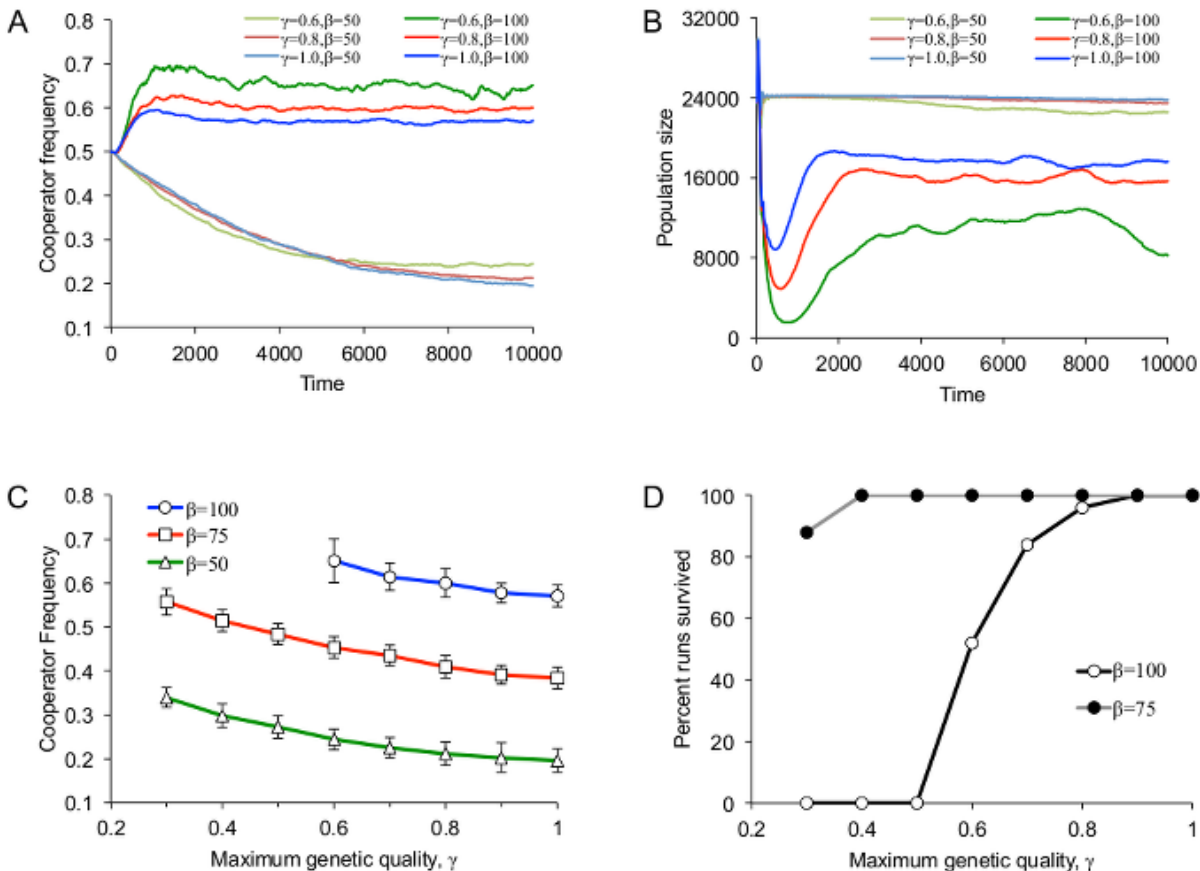 A
γ=0.6,β=50 γ=0.6,β=100
γ=0.8,β=50 γ=0.8,β=100
γ=1.0,β=50 γ=1.0,β=100
0.8
0.7
0.6
0.5
0.4
0.3
0.2
0.1
Cooperator frequency
0 2000 4000 6000 8000 10000
Time
B
γ=0.6,β=50 γ=0.6,β=100
γ=0.8,β=50 γ=0.8,β=100
γ=1.0,β=50 γ=1.0,β=100
32000
24000
16000
8000
0
Population size
0 2000 4000 6000 8000 10000
Time
C
β=100
β=75
β=50
0.8
0.7
0.6
0.5
0.4
0.3
0.2
0.1
Cooperator Frequency
0.2 0.4 0.6 0.8 1
Maximum genetic quality, γ
D
100
80
60
40
20
0
Percent runs survived
β=100
β=75
0.2 0.4 0.6 0.8 1
Maximum genetic quality, γ